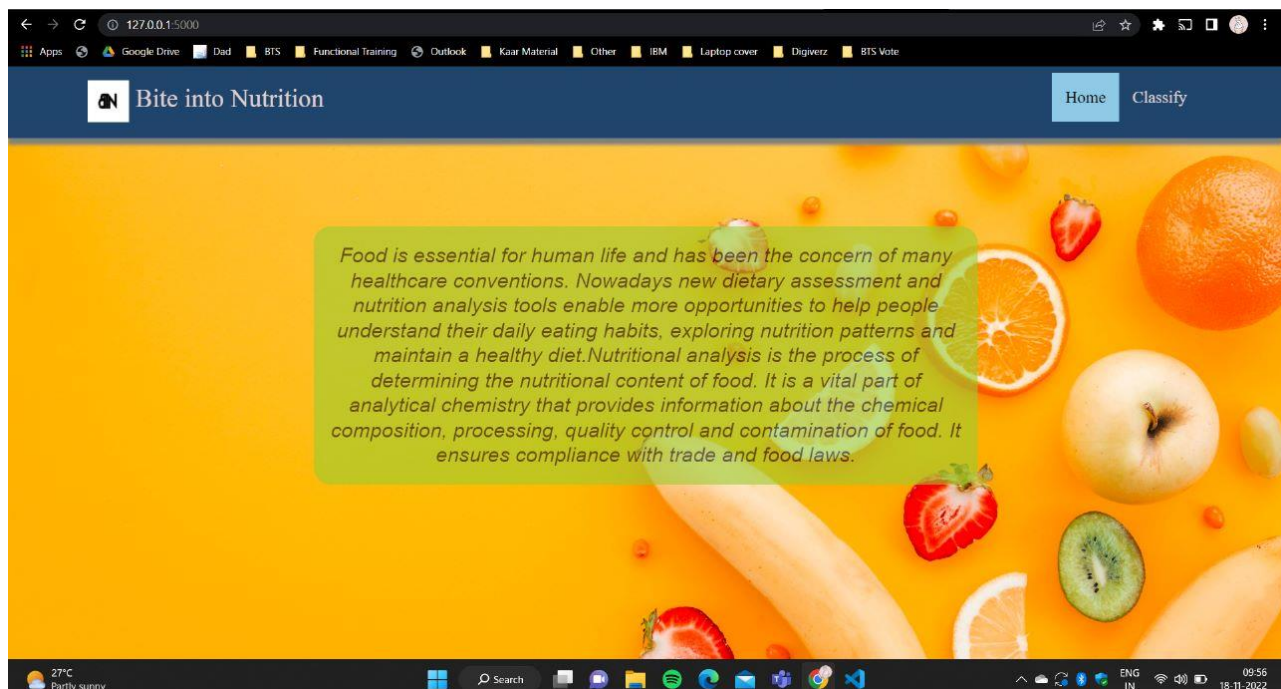 127.0.0.1:5000
Apps Google Drive Dad BTS Functional Training Outlook Kaar Material Other IBM Laptop cover Digiverz BTS Vote
Bite into Nutrition
Home Classify
Food is essential for human life and has been the concern of many
healthcare conventions. Nowadays new dietary assessment and
nutrition analysis tools enable more opportunities to help people
understand their daily eating habits, exploring nutrition patterns and
maintain a healthy diet.Nutritional analysis is the process of
determining the nutritional content of food. It is a vital part of
analytical chemistry that provides information about the chemical
composition, processing, quality control and contamination of food. It
ensures compliance with trade and food laws.
27°C
Partly sunny
Search
ENG
IN
09:56
18-11-2022